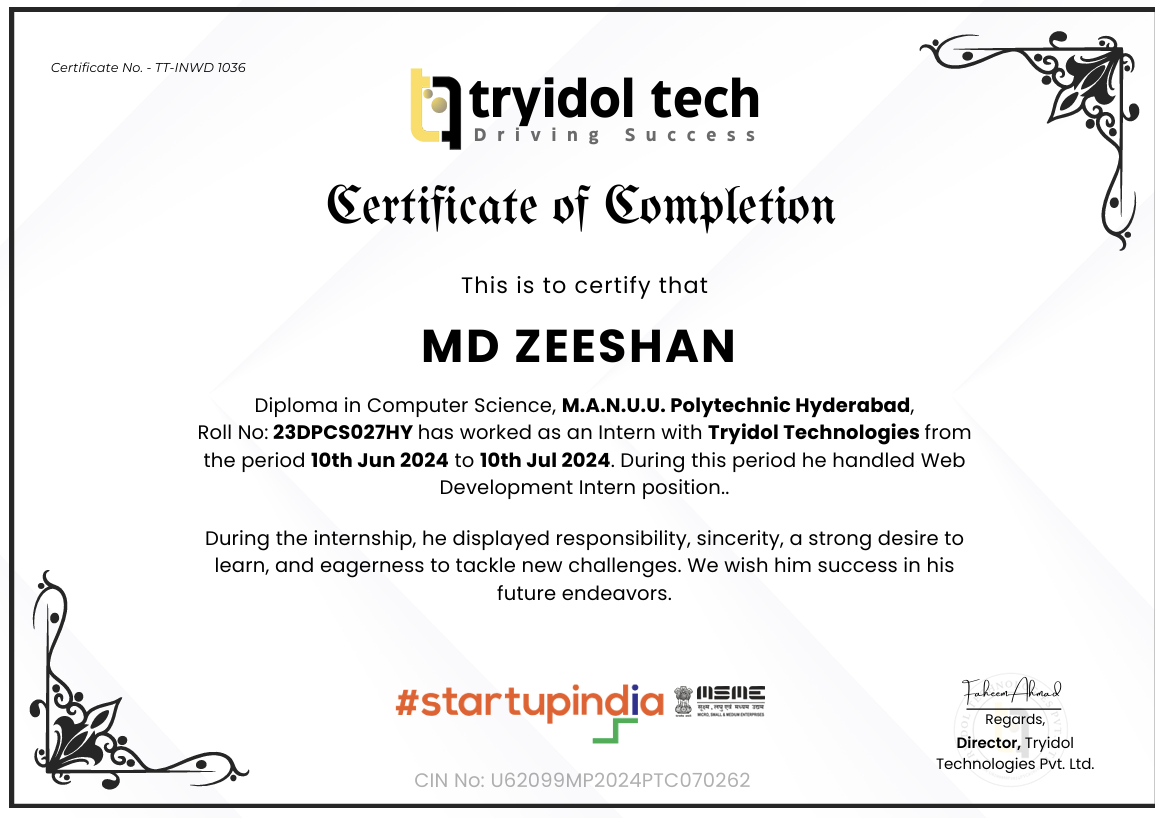 Certificate No. - TT-INWD 1036
tryidol tech
Driving Success
Certificate of Completion
This is to certify that
MD ZEESHAN
Diploma in Computer Science, M.A.N.U.U. Polytechnic Hyderabad,
Roll No: 23DPCS027HY has worked as an Intern with Tryidol Technologies from
the period 10th Jun 2024 to 10th Jul 2024. During this period he handled Web
Development Intern position..
During the internship, he displayed responsibility, sincerity, a strong desire to
learn, and eagerness to tackle new challenges. We wish him success in his
future endeavors.
#startupindia
MSME
सूक्ष्म, लघु एवं मध्यम उद्यम
MICRO, SMALL & MEDIUM ENTERPRISES
Faheem Ahmad
Regards,
Director, Tryidol
Technologies Pvt. Ltd.
CIN No: U62099MP2024PTC070262